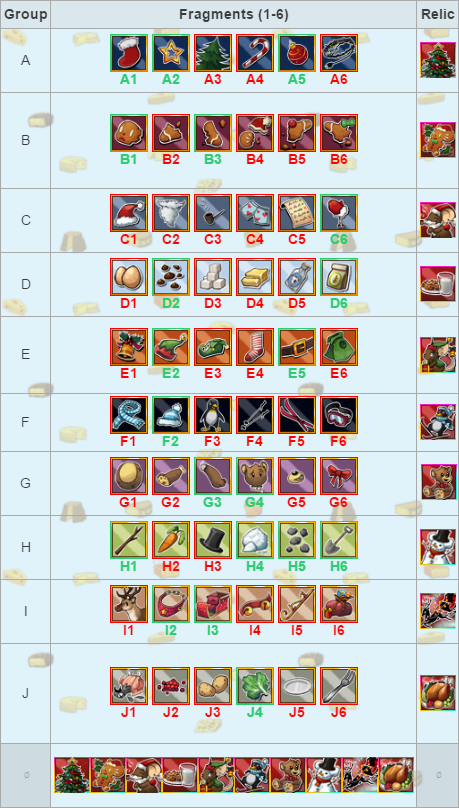 Group Fragments (1-6) Relic
A
A1 A2 A3 A4 A5 A6
B
B1 B2 B3 B4 B5 B6
C
C1 C2 C3 C4 C5 C6
D
D1 D2 D3 D4 D5 D6
E
E1 E2 E3 E4 E5 E6
F
F1 F2 F3 F4 F5 F6
G
G1 G2 G3 G4 G5 G6
H
H1 H2 H3 H4 H5 H6
I
I1 I2 I3 I4 I5 I6
J
J1 J2 J3 J4 J5 J6
ø ø